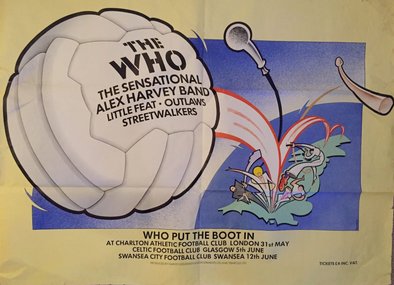 THE
WHO
THE SENSATIONAL
ALEX HARVEY BAND
LITTLE FEAT · OUTLAWS
STREETWALKERS
WHO PUT THE BOOT IN
AT CHARLTON ATHLETIC FOOTBALL CLUB LONDON 31st MAY
CELTIC FOOTBALL CLUB GLASGOW 5th JUNE
SWANSEA CITY FOOTBALL CLUB SWANSEA 12th JUNE
TICKETS £4 INC. VAT.